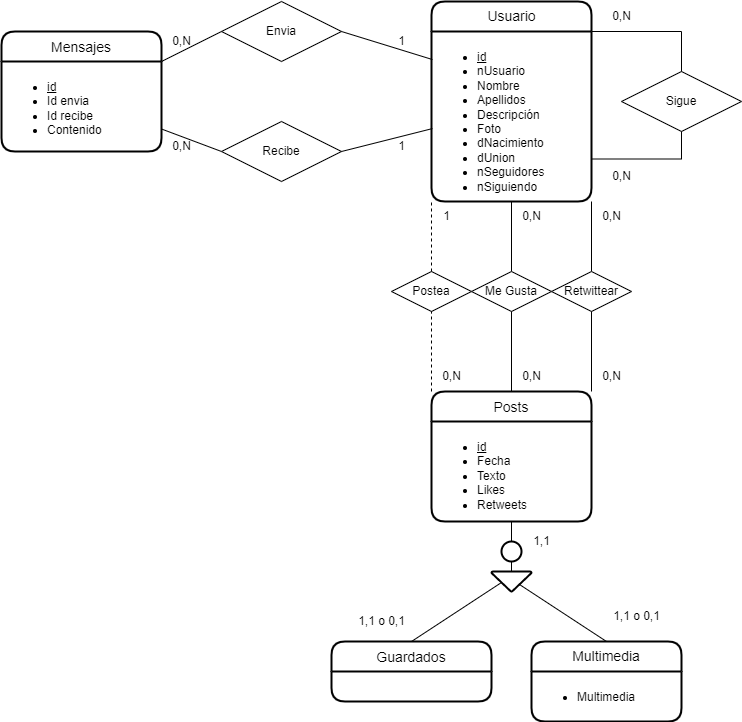 Mensajes
id
Id envia
Id recibe
Contenido
0,N
Envia
1
0,N
Recibe
1
Usuario
id
nUsuario
Nombre
Apellidos
Descripción
Foto
dNacimiento
dUnion
nSeguidores
nSiguiendo
0,N
Sigue
0,N
1
0,N
0,N
Postea
Me Gusta
Retwittear
0,N
0,N
0,N
Posts
id
Fecha
Texto
Likes
Retweets
1,1
1,1 o 0,1
1,1 o 0,1
Guardados
Multimedia
Multimedia